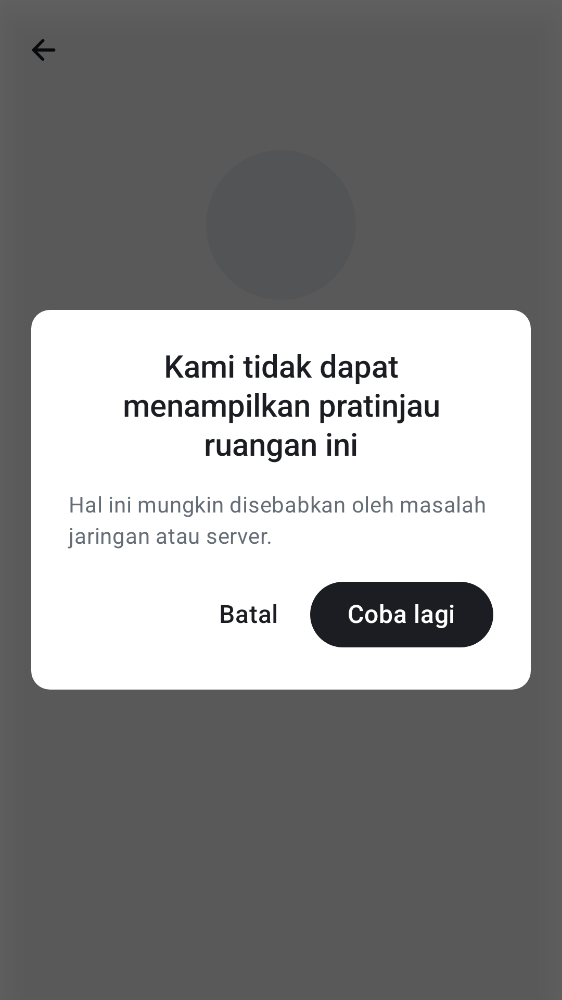 Kami tidak dapat
menampilkan pratinjau
ruangan ini
Hal ini mungkin disebabkan oleh masalah
jaringan atau server.
Batal
Coba lagi